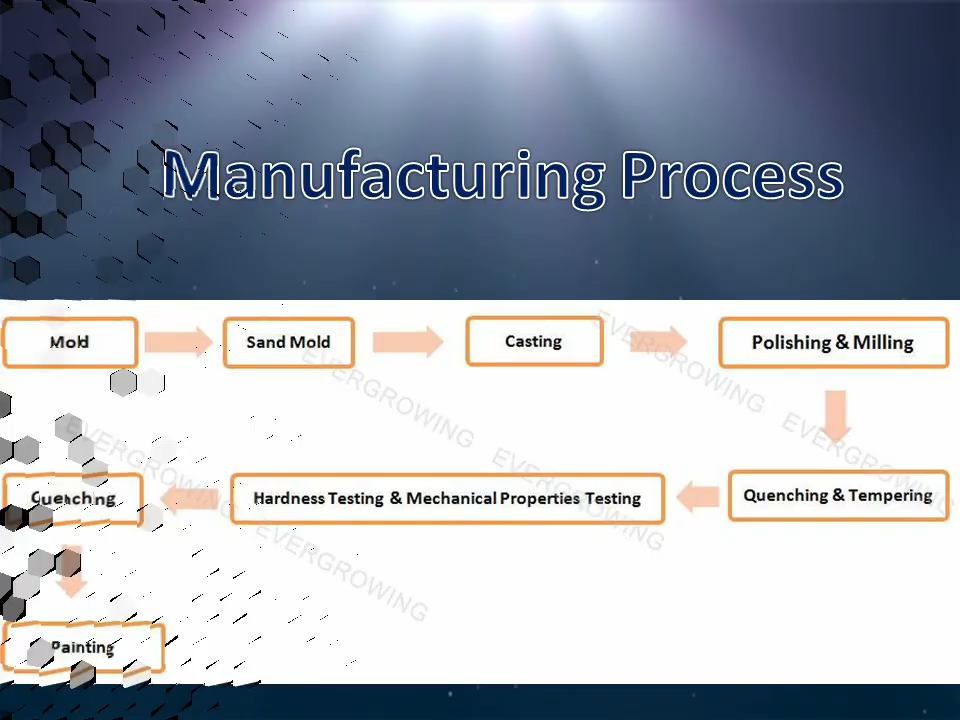 Manufacturing Process
Mold
Sand Mold
Casting
Polishing & Milling
Quenching & Tempering
Hardness Testing & Mechanical Properties Testing
Quenching
Painting
EVERGROWING
EVERGROWING
EVERGROWING
EVERGROWING
EVERGROWING
EVERGROWING